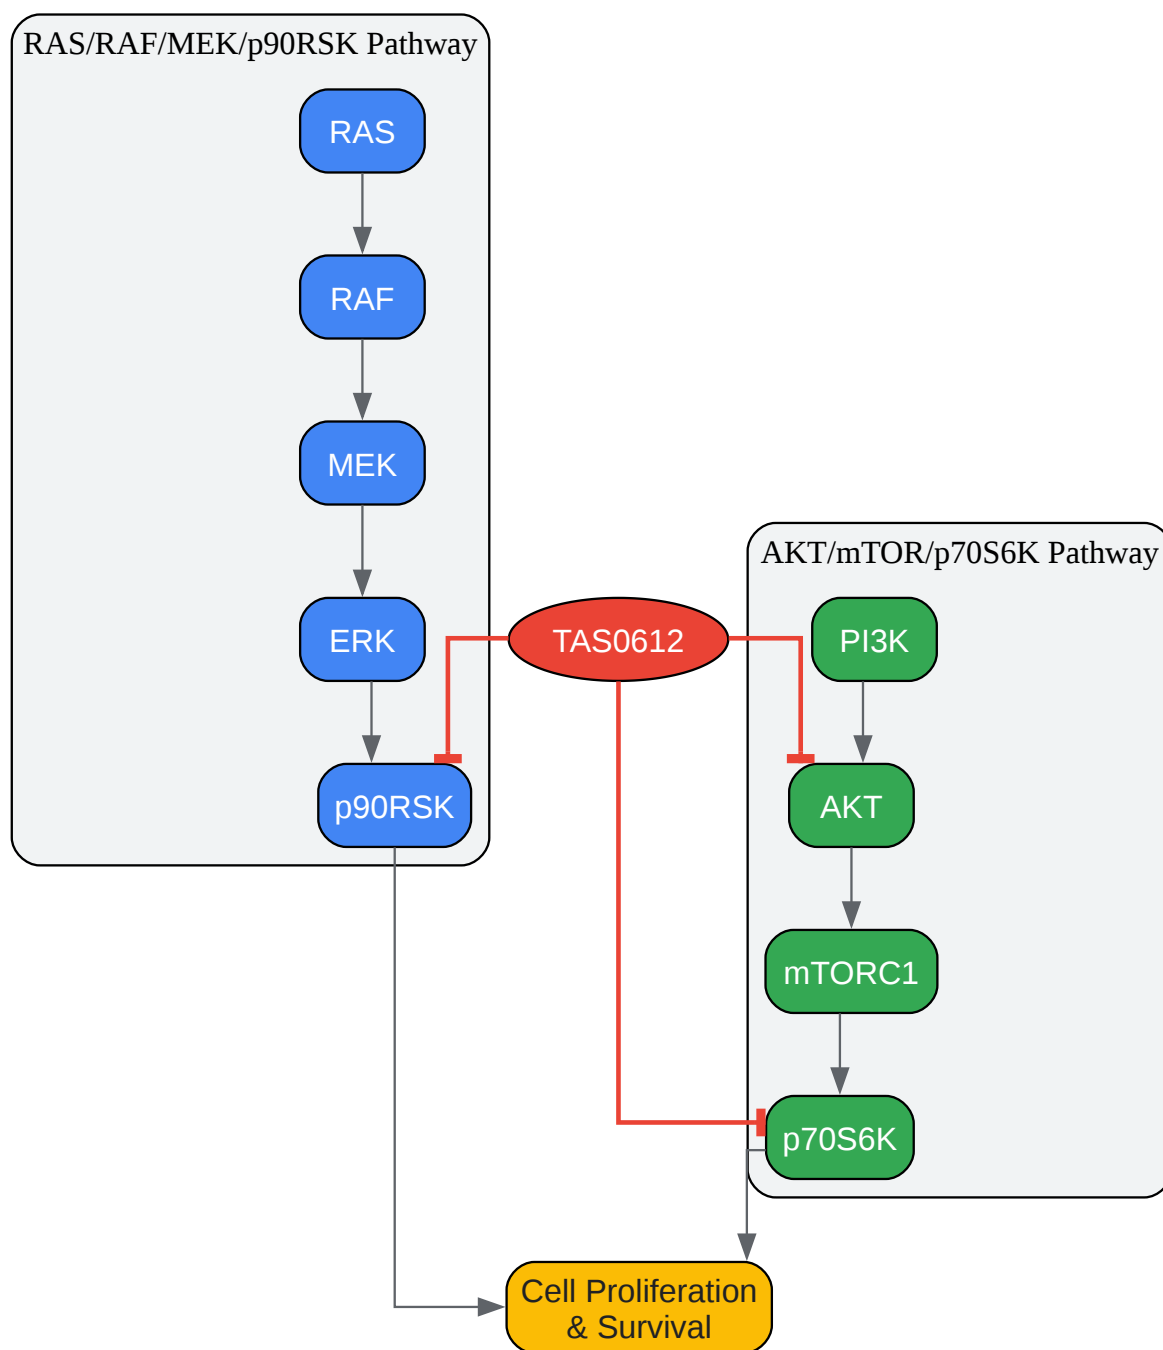 RAS/RAF/MEK/p90RSK Pathway
RAS
RAF
MEK
ERK
p90RSK
TAS0612
AKT/mTOR/p70S6K Pathway
PI3K
AKT
mTORC1
p70S6K
Cell Proliferation
& Survival